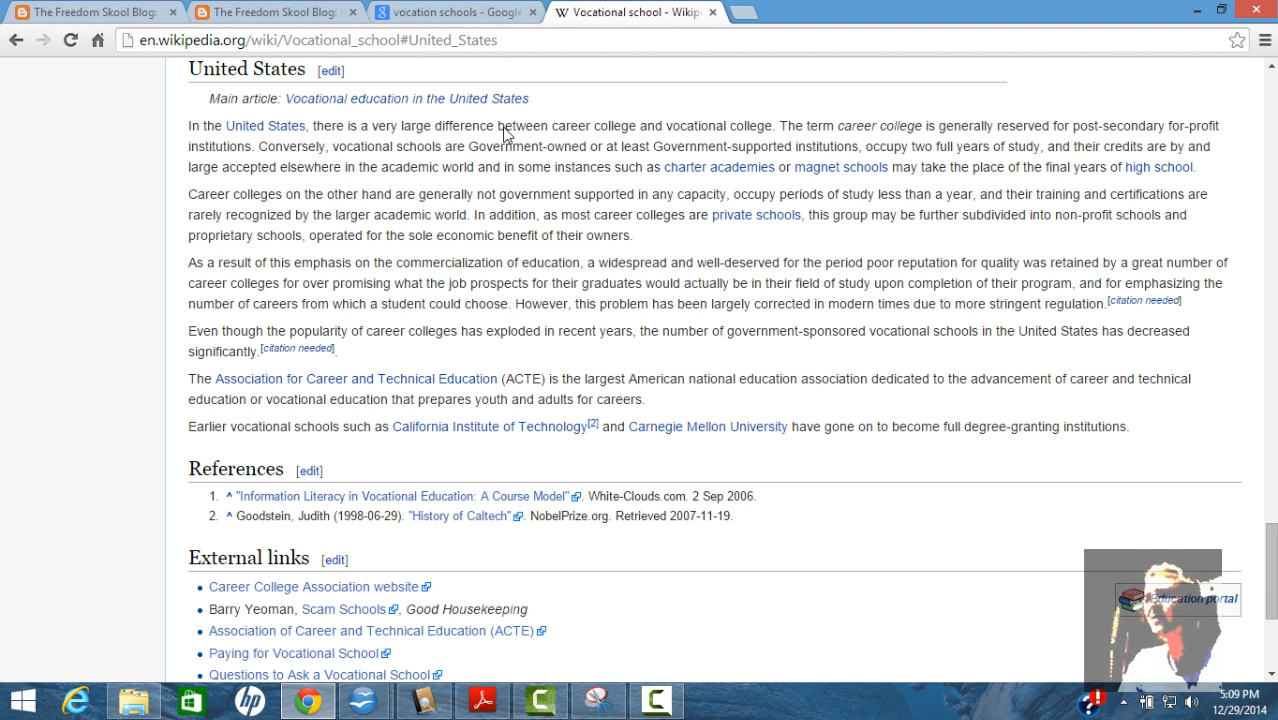 The Freedom Skool Blog:
The Freedom Skool Blog:
vocation schools - Google
Vocational school - Wikip
en.wikipedia.org/wiki/Vocational_school#United_States
United States [edit]
Main article: Vocational education in the United States
In the United States, there is a very large difference between career college and vocational college. The term career college is generally reserved for post-secondary for-profit
institutions. Conversely, vocational schools are Government-owned or at least Government-supported institutions, occupy two full years of study, and their credits are by and
large accepted elsewhere in the academic world and in some instances such as charter academies or magnet schools may take the place of the final years of high school.
Career colleges on the other hand are generally not government supported in any capacity, occupy periods of study less than a year, and their training and certifications are
rarely recognized by the larger academic world. In addition, as most career colleges are private schools, this group may be further subdivided into non-profit schools and
proprietary schools, operated for the sole economic benefit of their owners.
As a result of this emphasis on the commercialization of education, a widespread and well-deserved for the period poor reputation for quality was retained by a great number of
career colleges for over promising what the job prospects for their graduates would actually be in their field of study upon completion of their program, and for emphasizing the
number of careers from which a student could choose. However, this problem has been largely corrected in modern times due to more stringent regulation.[citation needed]
Even though the popularity of career colleges has exploded in recent years, the number of government-sponsored vocational schools in the United States has decreased
significantly.[citation needed].
The Association for Career and Technical Education (ACTE) is the largest American national education association dedicated to the advancement of career and technical
education or vocational education that prepares youth and adults for careers.
Earlier vocational schools such as California Institute of Technology[2] and Carnegie Mellon University have gone on to become full degree-granting institutions.
References [edit]
1. ^ "Information Literacy in Vocational Education: A Course Model". White-Clouds.com. 2 Sep 2006.
2. ^ Goodstein, Judith (1998-06-29). "History of Caltech". NobelPrize.org. Retrieved 2007-11-19.
External links [edit]
• Career College Association website
Education portal
• Barry Yeoman, Scam Schools, Good Housekeeping
• Association of Career and Technical Education (ACTE)
• Paying for Vocational School
• Questions to Ask a Vocational School
5:09 PM
12/29/2014